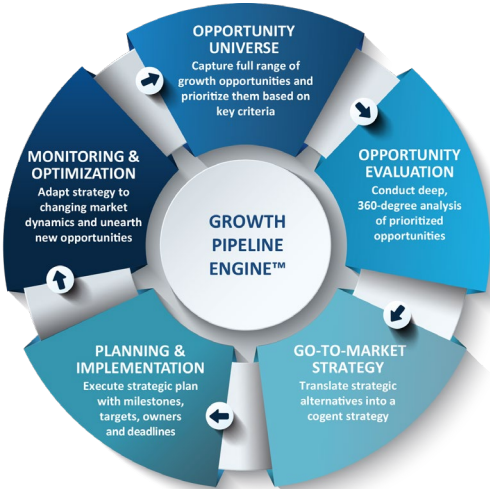 OPPORTUNITY
UNIVERSE
Capture full range of
growth opportunities and
prioritize them based on
key criteria
OPPORTUNITY
EVALUATION
Conduct deep,
360-degree analysis
of prioritized
opportunities
GO-TO-MARKET
STRATEGY
Translate strategic
alternatives into a
cogent strategy
PLANNING &
IMPLEMENTATION
Execute strategic plan
with milestones,
targets, owners
and deadlines
MONITORING &
OPTIMIZATION
Adapt strategy to
changing market
dynamics and unearth
new opportunities
GROWTH
PIPELINE
ENGINE™